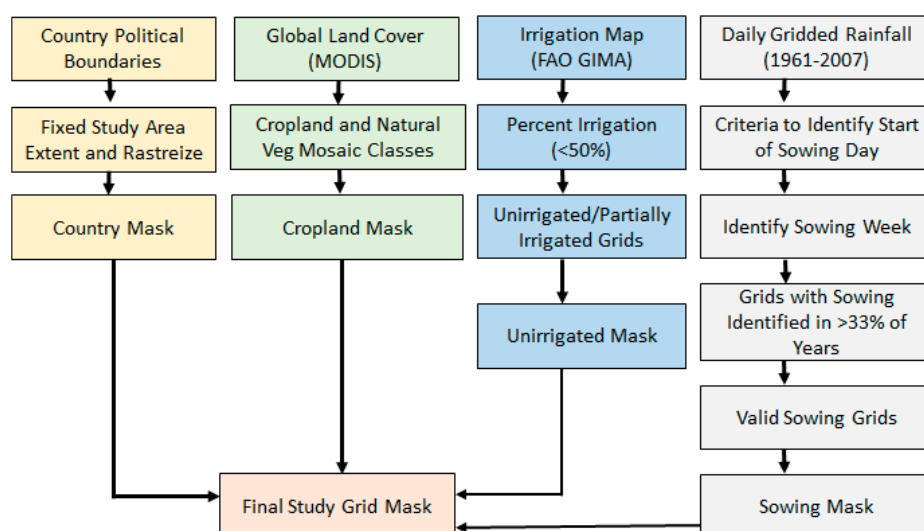 Country Political
Boundaries
Fixed Study Area
Extent and Rastreize
Country Mask
Global Land Cover
(MODIS)
Cropland and Natural
Veg Mosaic Classes
Cropland Mask
Irrigation Map
(FAO GIMA)
Percent Irrigation
(<50%)
Unirrigated/Partially
Irrigated Grids
Unirrigated Mask
Daily Gridded Rainfall
(1961-2007)
Criteria to Identify Start
of Sowing Day
Identify Sowing Week
Grids with Sowing
Identified in >33% of
Years
Valid Sowing Grids
Sowing Mask
Final Study Grid Mask